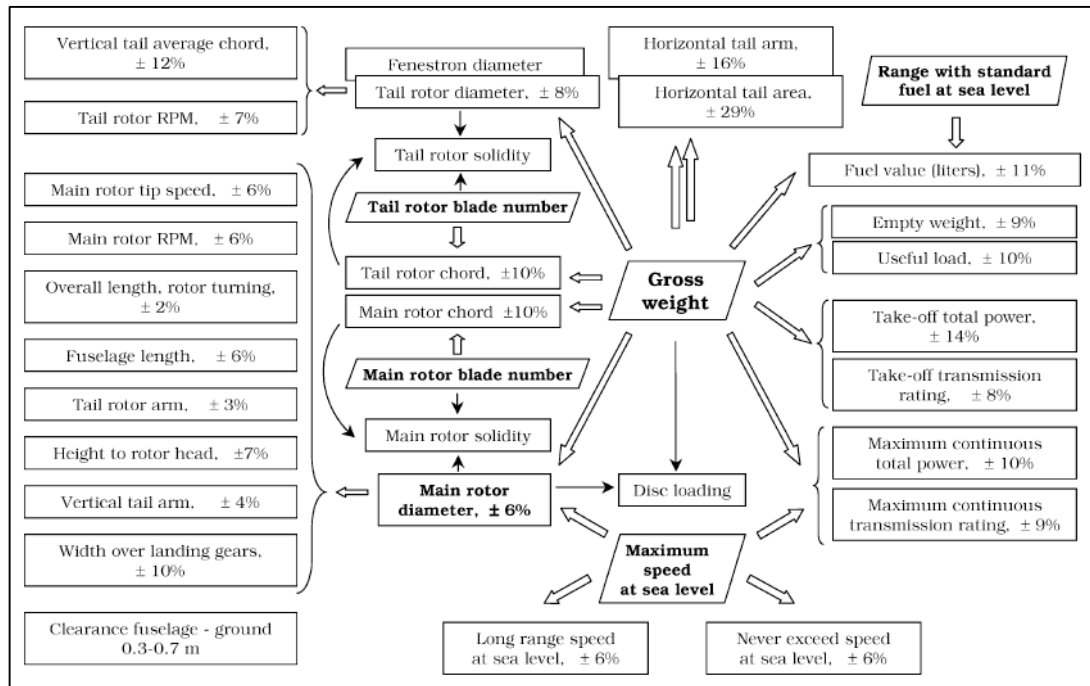 Vertical tail average chord,
± 12%
Tail rotor RPM, ± 7%
Main rotor tip speed, ± 6%
Main rotor RPM, ± 6%
Overall length, rotor turning,
± 2%
Fuselage length, ± 6%
Tail rotor arm, ± 3%
Height to rotor head, ±7%
Vertical tail arm, ± 4%
Width over landing gears,
± 10%
Clearance fuselage - ground
0.3-0.7 m
Fenestron diameter
Tail rotor diameter, ± 8%
Tail rotor solidity
Tail rotor blade number
Tail rotor chord, ±10%
Main rotor chord ±10%
Main rotor blade number
Main rotor solidity
Main rotor
diameter, ± 6%
Horizontal tail arm,
± 16%
Horizontal tail area,
± 29%
Gross
weight
Disc loading
Maximum
speed
at sea level
Long range speed
at sea level, ± 6%
Never exceed speed
at sea level, ± 6%
Range with standard
fuel at sea level
Fuel value (liters), ± 11%
Empty weight, ± 9%
Useful load, ± 10%
Take-off total power,
± 14%
Take-off transmission
rating, ± 8%
Maximum continuous
total power, ± 10%
Maximum continuous
transmission rating, ± 9%